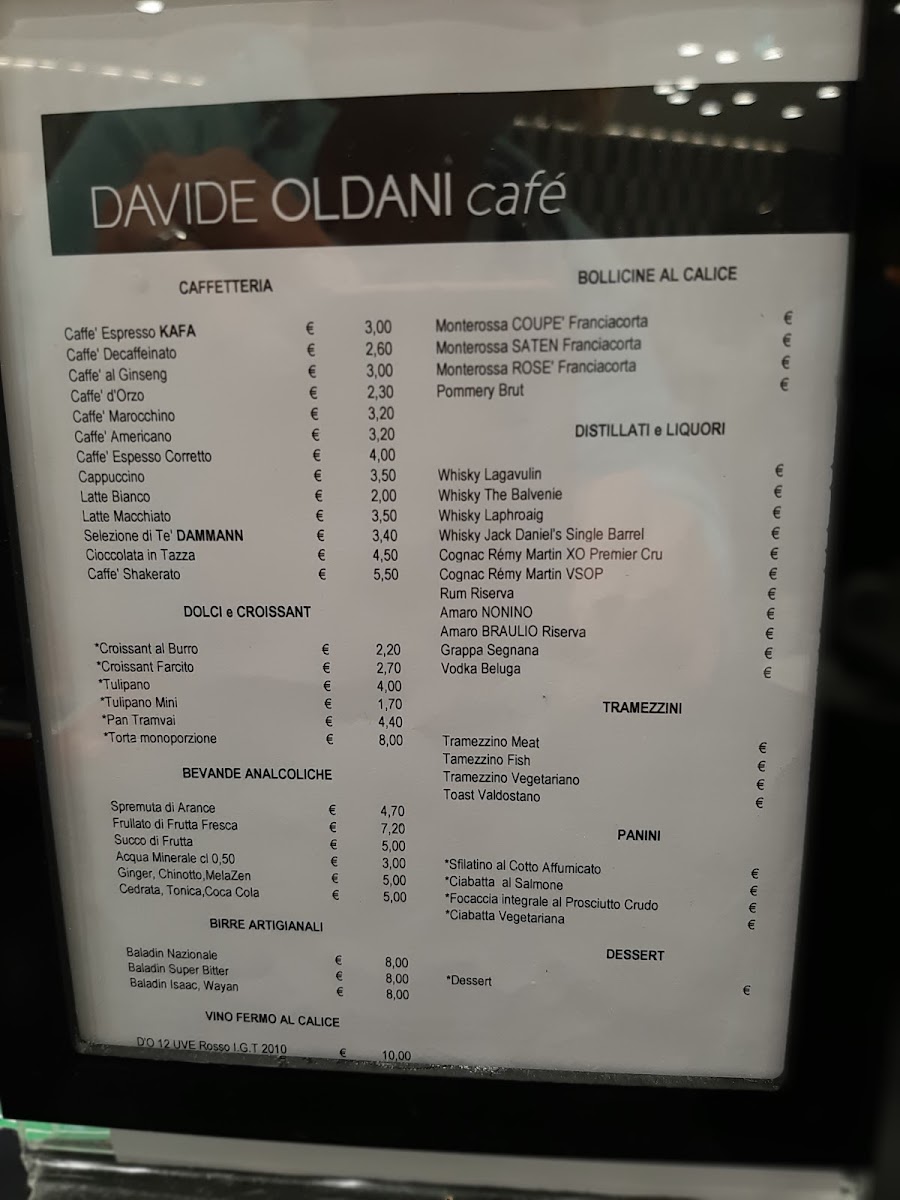 DAVIDE OLDANI café
CAFFETTERIA
Caffe' Espresso KAFA € 3,00
Caffe' Decaffeinato € 2,60
Caffe' al Ginseng € 3,00
Caffe' d'Orzo € 2,30
Caffe' Marocchino € 3,20
Caffe' Americano € 3,20
Caffe' Espesso Corretto € 4,00
Cappuccino € 3,50
Latte Bianco € 2,00
Latte Macchiato € 3,50
Selezione di Te' DAMMANN € 3,40
Cioccolata in Tazza € 4,50
Caffe' Shakerato € 5,50
DOLCI e CROISSANT
*Croissant al Burro € 2,20
*Croissant Farcito € 2,70
*Tulipano € 4,00
*Tulipano Mini € 1,70
*Pan Tramvai € 4,40
*Torta monoporzione € 8,00
BEVANDE ANALCOLICHE
Spremuta di Arance € 4,70
Frullato di Frutta Fresca € 7,20
Succo di Frutta € 5,00
Acqua Minerale cl 0,50 € 3,00
Ginger, Chinotto,MelaZen € 5,00
Cedrata, Tonica,Coca Cola € 5,00
BIRRE ARTIGIANALI
Baladin Nazionale € 8,00
Baladin Super Bitter € 8,00
Baladin Isaac, Wayan € 8,00
VINO FERMO AL CALICE
D'O 12 UVE Rosso I.G.T 2010 € 10,00
BOLLICINE AL CALICE
Monterossa COUPE' Franciacorta €
Monterossa SATEN Franciacorta €
Monterossa ROSE' Franciacorta €
Pommery Brut €
DISTILLATI e LIQUORI
Whisky Lagavulin €
Whisky The Balvenie €
Whisky Laphroaig €
Whisky Jack Daniel's Single Barrel €
Cognac Rémy Martin XO Premier Cru €
Cognac Rémy Martin VSOP €
Rum Riserva €
Amaro NONINO €
Amaro BRAULIO Riserva €
Grappa Segnana €
Vodka Beluga €
TRAMEZZINI
Tramezzino Meat €
Tamezzino Fish €
Tramezzino Vegetariano €
Toast Valdostano €
PANINI
*Sfilatino al Cotto Affumicato €
*Ciabatta al Salmone €
*Focaccia integrale al Prosciutto Crudo €
*Ciabatta Vegetariana €
DESSERT
*Dessert €